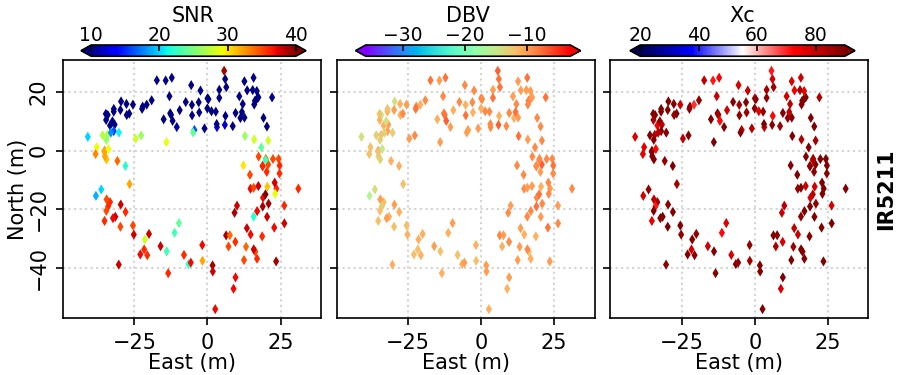 SNR DBV Xc
10 20 30 40 −30 −20 −10 20 40 60 80
20
0
−20
−40
North (m)
−25 0 25 −25 0 25 −25 0 25
East (m) East (m) East (m)
IR5211